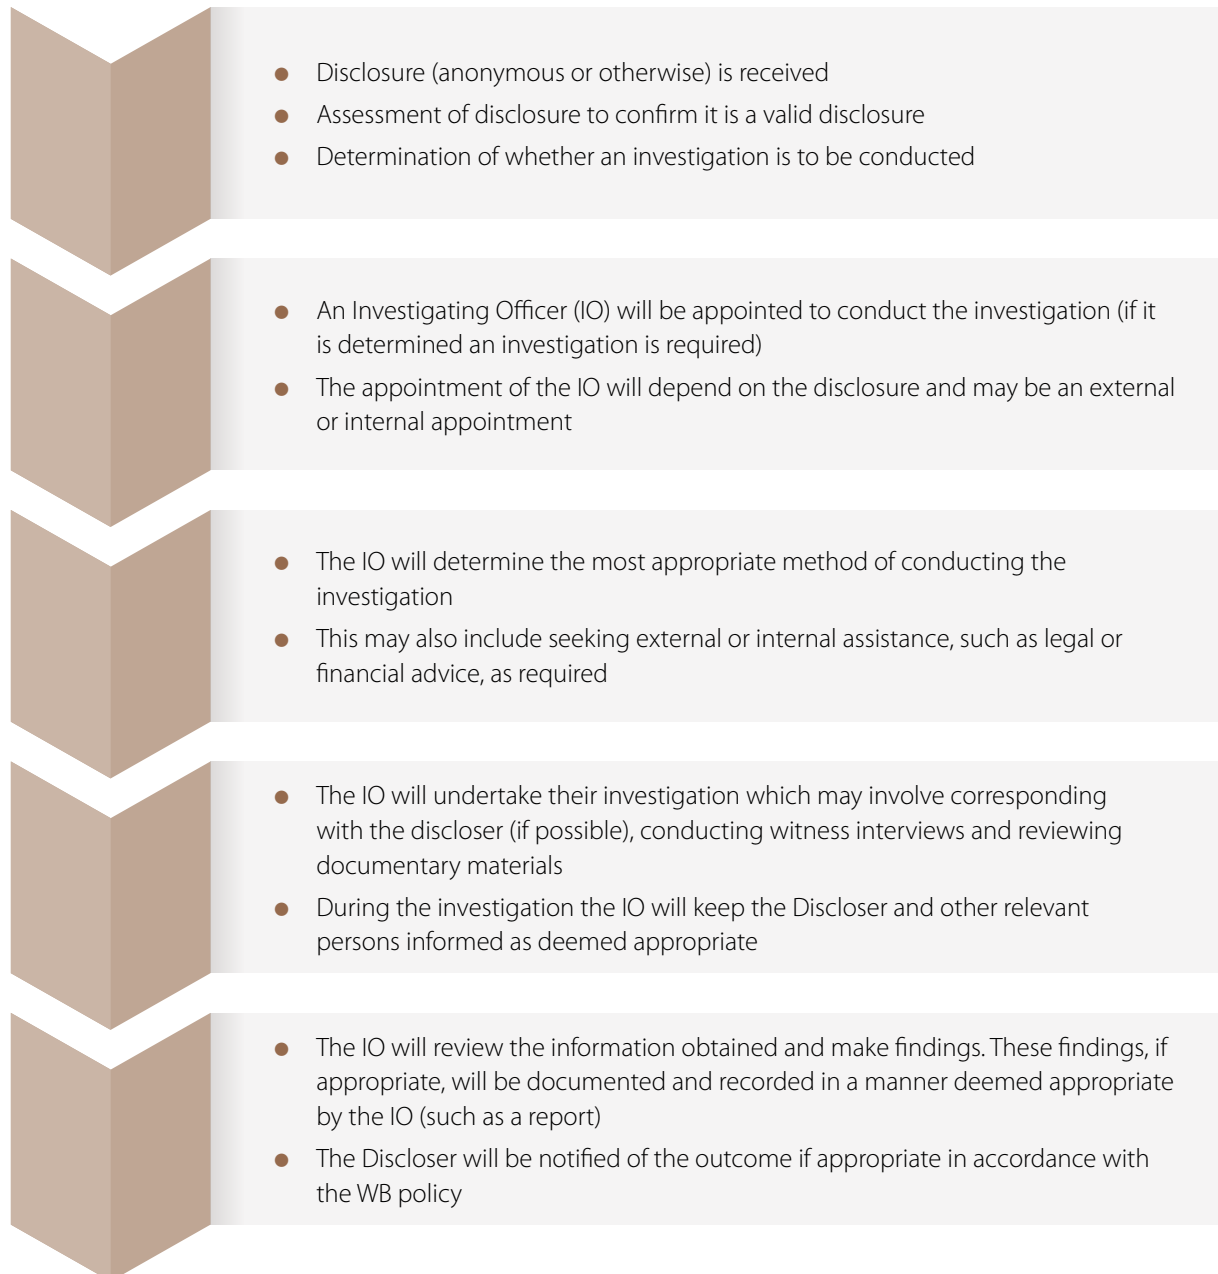 ● Disclosure (anonymous or otherwise) is received
● Assessment of disclosure to confirm it is a valid disclosure
● Determination of whether an investigation is to be conducted
● An Investigating Officer (IO) will be appointed to conduct the investigation (if it
is determined an investigation is required)
● The appointment of the IO will depend on the disclosure and may be an external
or internal appointment
● The IO will determine the most appropriate method of conducting the
investigation
● This may also include seeking external or internal assistance, such as legal or
financial advice, as required
● The IO will undertake their investigation which may involve corresponding
with the discloser (if possible), conducting witness interviews and reviewing
documentary materials
● During the investigation the IO will keep the Discloser and other relevant
persons informed as deemed appropriate
● The IO will review the information obtained and make findings. These findings, if
appropriate, will be documented and recorded in a manner deemed appropriate
by the IO (such as a report)
● The Discloser will be notified of the outcome if appropriate in accordance with
the WB policy